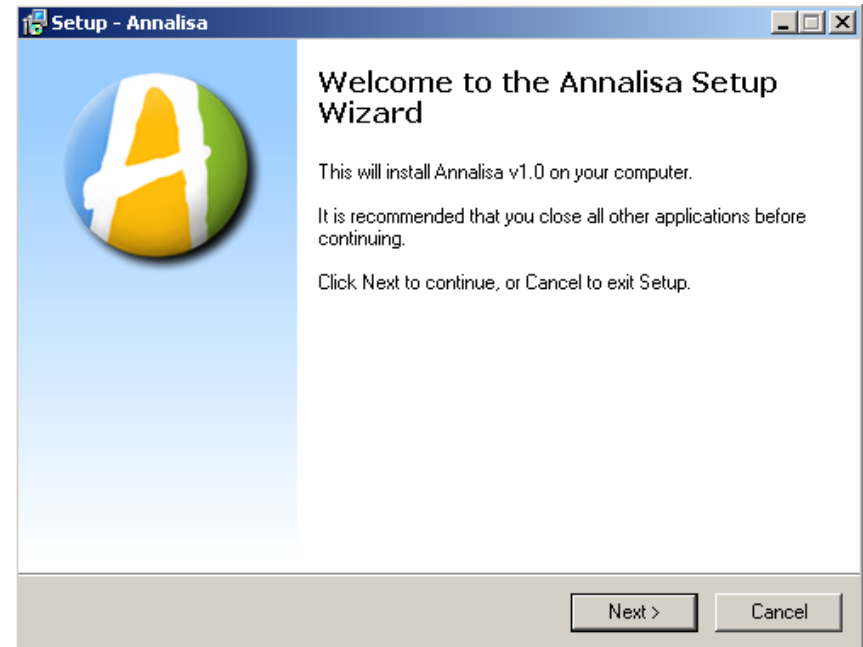 Setup - Annalisa
Welcome to the Annalisa Setup
Wizard
This will install Annalisa v1.0 on your computer.
It is recommended that you close all other applications before
continuing.
Click Next to continue, or Cancel to exit Setup.
Next >
Cancel